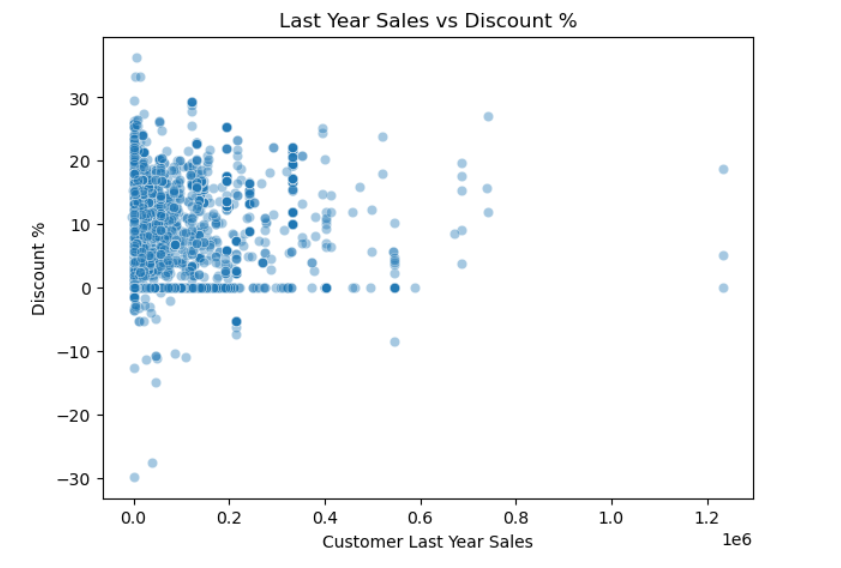 Last Year Sales vs Discount %
Discount %
30
20
10
0
−10
−20
−30
0.0 0.2 0.4 0.6 0.8 1.0 1.2
1e6
Customer Last Year Sales